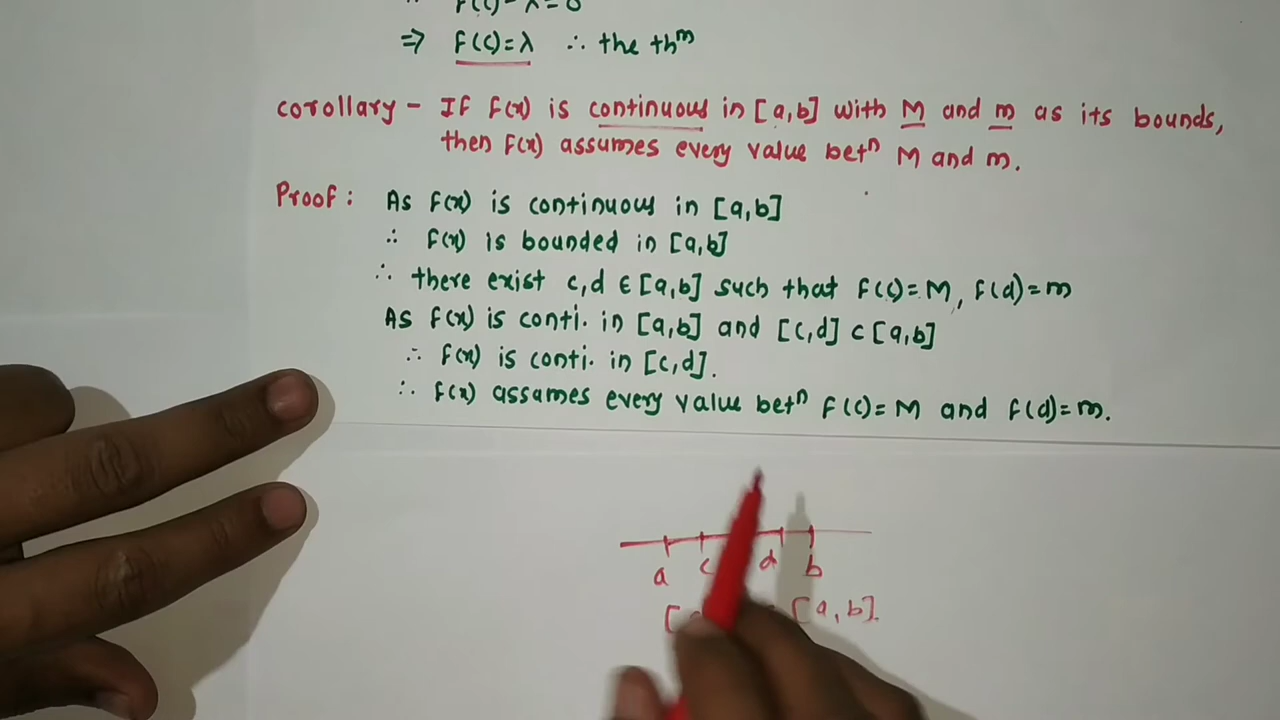 ∴ F(c)-λ=0
⇒ F(c)=λ ∴ the thᵐ
corollary - If F(x) is continuous in [a,b] with M and m as its bounds,
then F(x) assumes every value betⁿ M and m.
Proof: As F(x) is continuous in [a,b]
∴ F(x) is bounded in [a,b]
∴ there exist c,d ∈ [a,b] such that F(c)=M, F(d)=m
As F(x) is conti. in [a,b] and [c,d] ⊂ [a,b]
∴ F(x) is conti. in [c,d].
∴ F(x) assumes every value betⁿ F(c)=M and F(d)=m.
a c d b
[a,b].